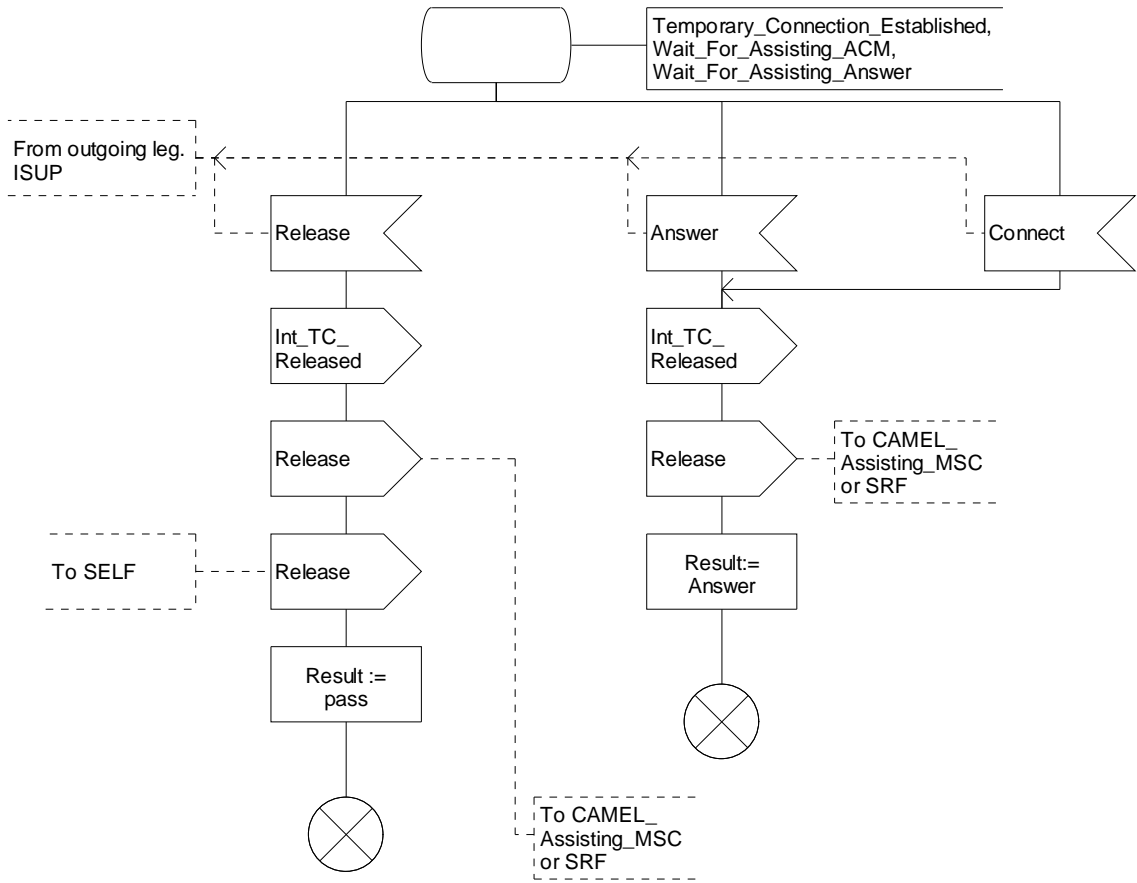 Temporary_Connection_Established,
Wait_For_Assisting_ACM,
Wait_For_Assisting_Answer
From outgoing leg.
ISUP
Release
Answer
Connect
Int_TC_
Released
Int_TC_
Released
Release
Release
To CAMEL_
Assisting_MSC
or SRF
To SELF
Release
Result:=
Answer
Result :=
pass
To CAMEL_
Assisting_MSC
or SRF